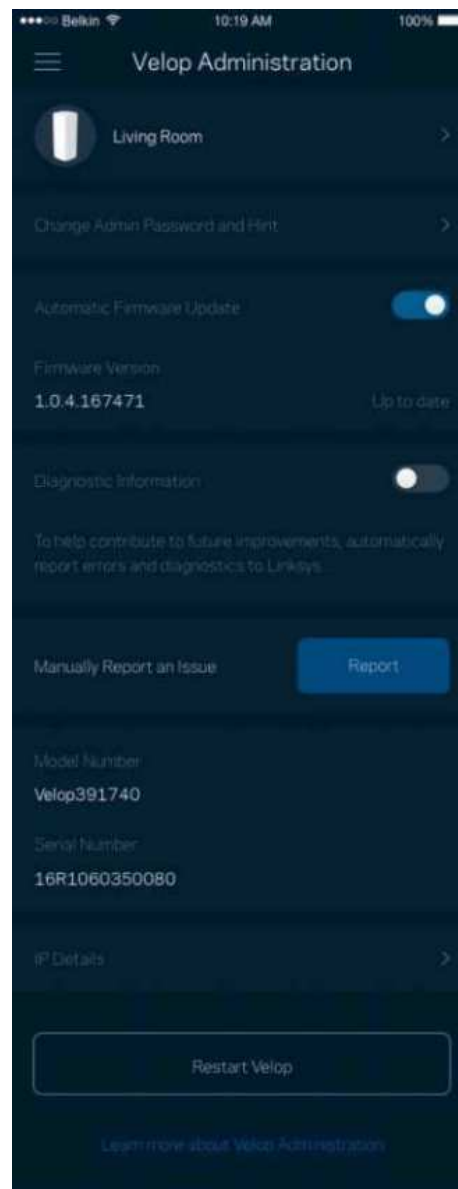 Belkin 10:19 AM 100%
Velop Administration
Living Room
Change Admin Password and Hint
Automatic Firmware Update
Firmware Version
1.0.4.167471 Up to date
Diagnostic Information
To help contribute to future improvements, automatically
report errors and diagnostics to Linksys.
Manually Report an Issue Report
Model Number
Velop391740
Serial Number
16R1060350080
IP Details
Restart Velop
Learn more about Velop Administration